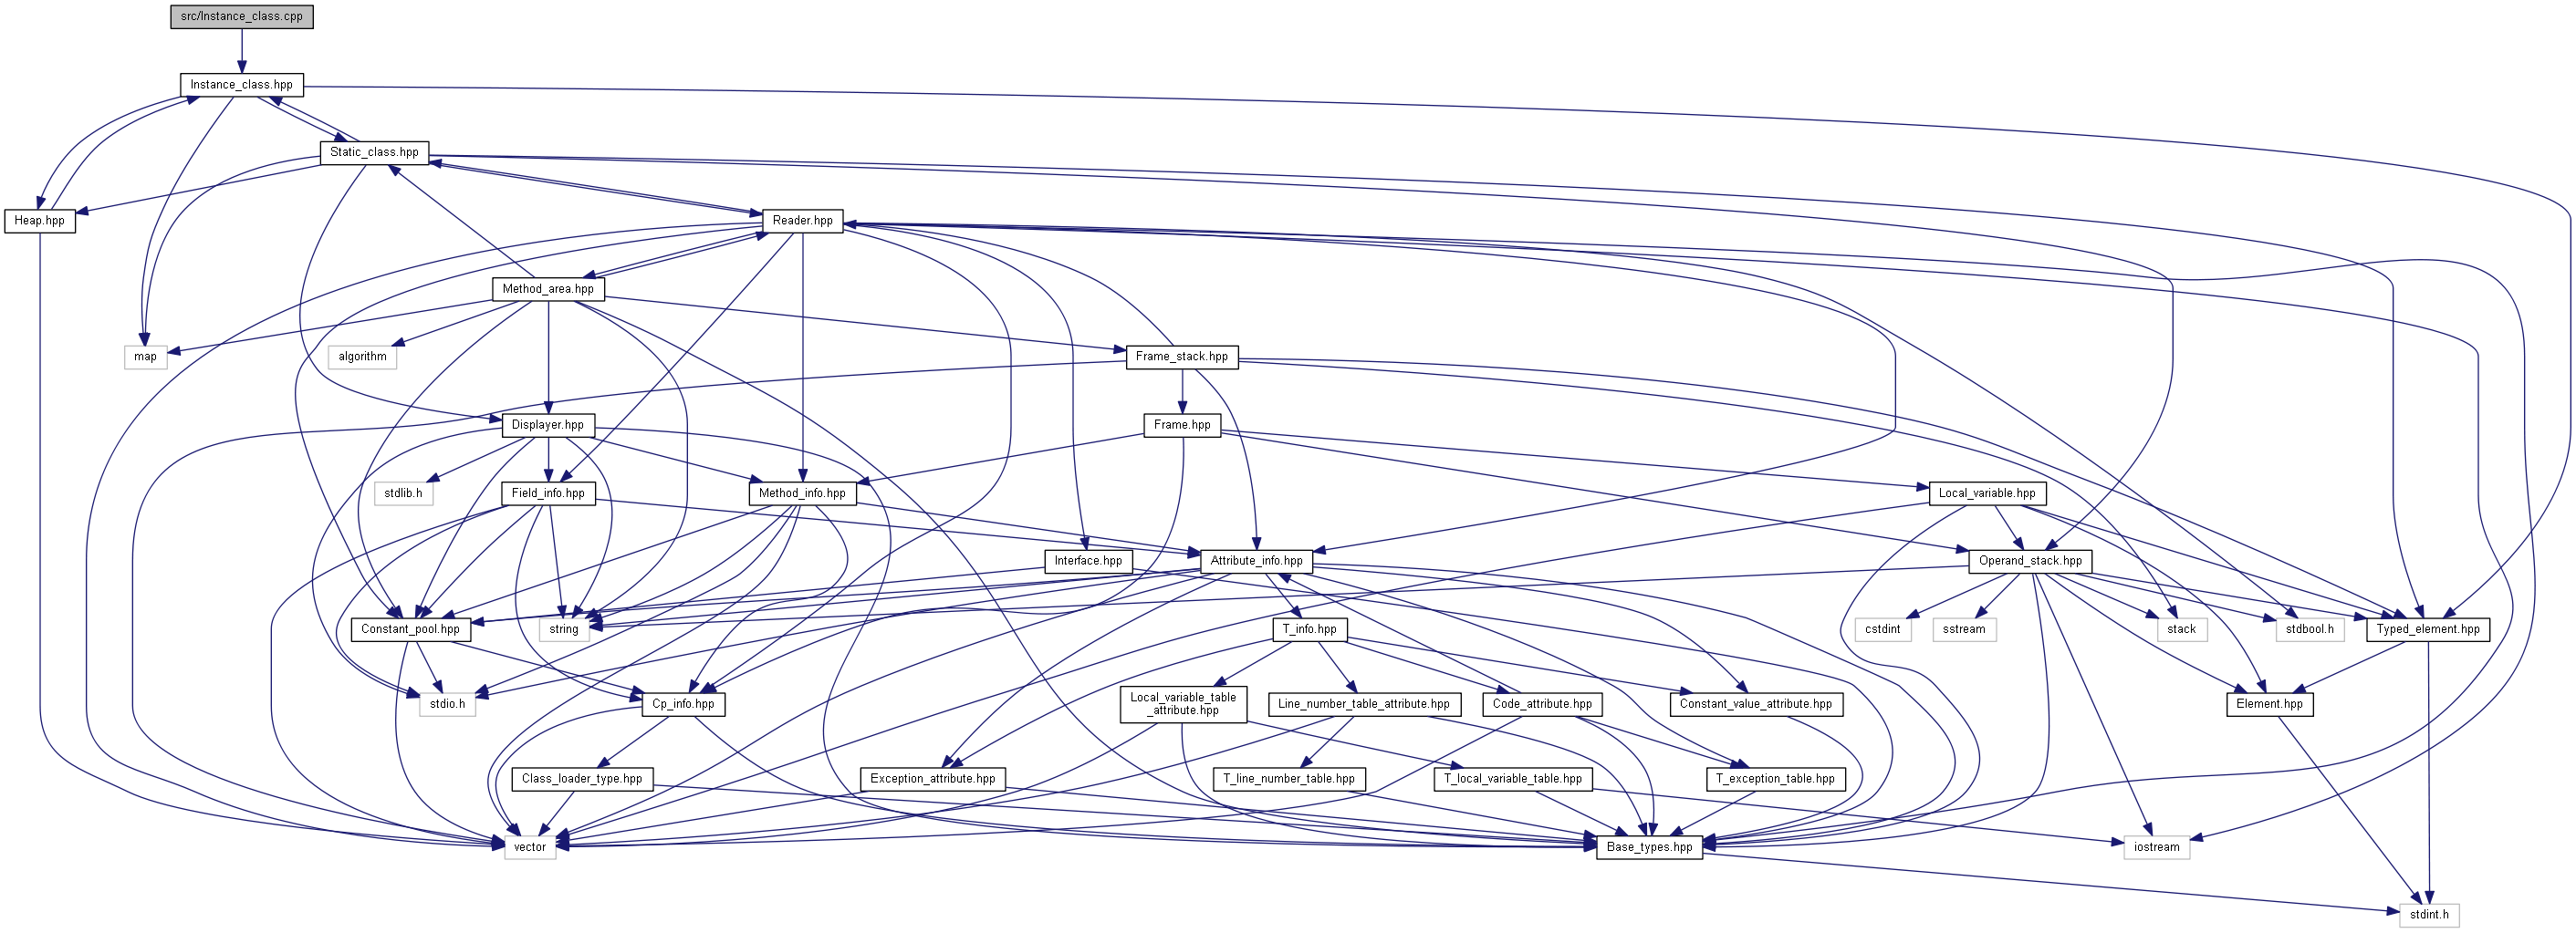 src/Instance_class.cpp
Instance_class.hpp
Static_class.hpp
Heap.hpp
Reader.hpp
Method_area.hpp
map
algorithm
Frame_stack.hpp
Displayer.hpp
Frame.hpp
stdlib.h
Field_info.hpp
Method_info.hpp
Local_variable.hpp
Interface.hpp
Attribute_info.hpp
Operand_stack.hpp
Constant_pool.hpp
string
T_info.hpp
cstdint
sstream
stack
stdbool.h
Typed_element.hpp
stdio.h
Cp_info.hpp
Local_variable_table
_attribute.hpp
Line_number_table_attribute.hpp
Code_attribute.hpp
Constant_value_attribute.hpp
Element.hpp
Class_loader_type.hpp
Exception_attribute.hpp
T_line_number_table.hpp
T_local_variable_table.hpp
T_exception_table.hpp
vector
Base_types.hpp
iostream
stdint.h